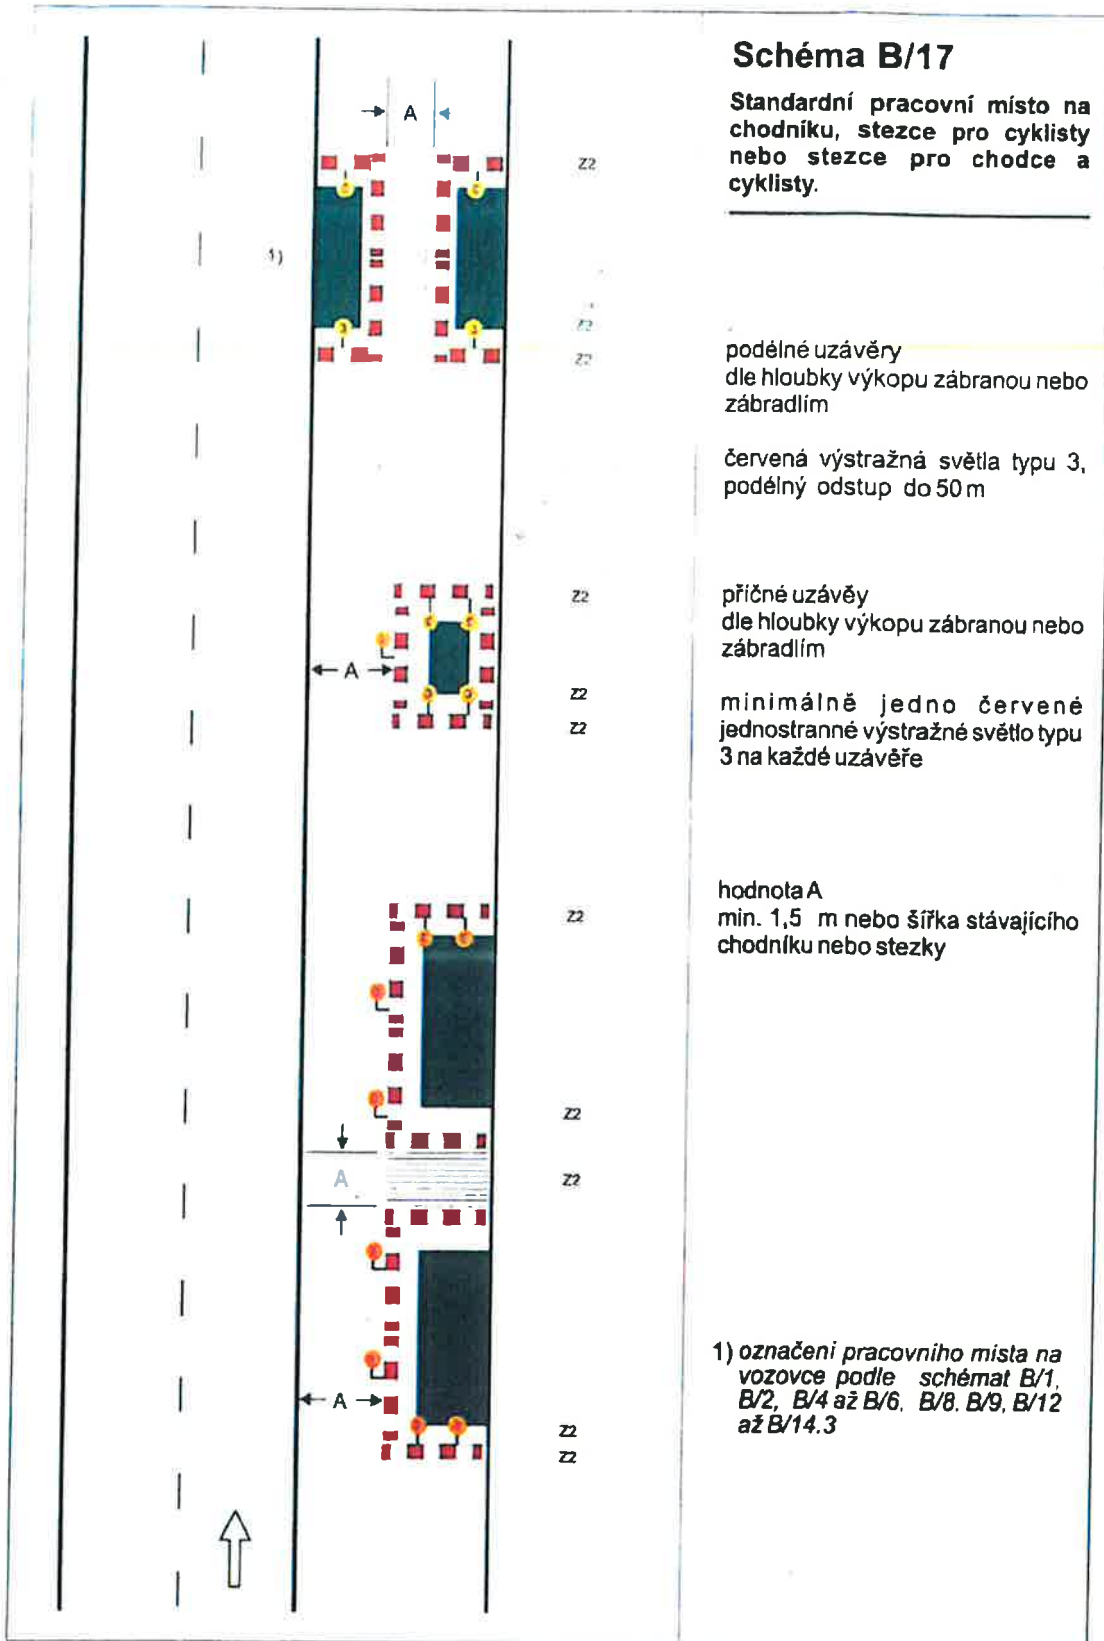 Schéma B/17
Standardní pracovní místo na
chodníku, stezce pro cyklisty
nebo stezce pro chodce a
cyklisty.
A
Z2
1)
Z2
Z2
podélné uzávěry
dle hloubky výkopu zábranou nebo
zábradlím
červená výstražná světla typu 3,
podélný odstup do 50 m
Z2
A
Z2
Z2
příčné uzávěy
dle hloubky výkopu zábranou nebo
zábradlím
minimálně jedno červené
jednostranné výstražné světlo typu
3 na každé uzávěře
Z2
hodnota A
min. 1,5 m nebo šířka stávajícího
chodníku nebo stezky
Z2
A
Z2
A
Z2
Z2
1) označení pracovního místa na
vozovce podle schémat B/1,
B/2, B/4 až B/6, B/8. B/9, B/12
až B/14.3